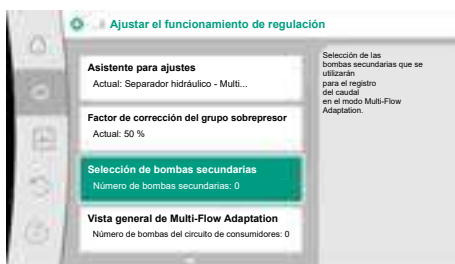 Ajustar el funcionamiento de regulación
Asistente para ajustes
Actual: Separador hidráulico - Multi...
Factor de corrección del grupo sobrepresor
Actual: 50 %
Selección de bombas secundarias
Número de bombas secundarias: 0
Vista general de Multi-Flow Adaptation
Número de bombas del circuito de consumidores: 0
Selección de las
bombas secundarias que se
utilizarán
para el registro
del caudal
en el modo Multi-Flow
Adaptation.